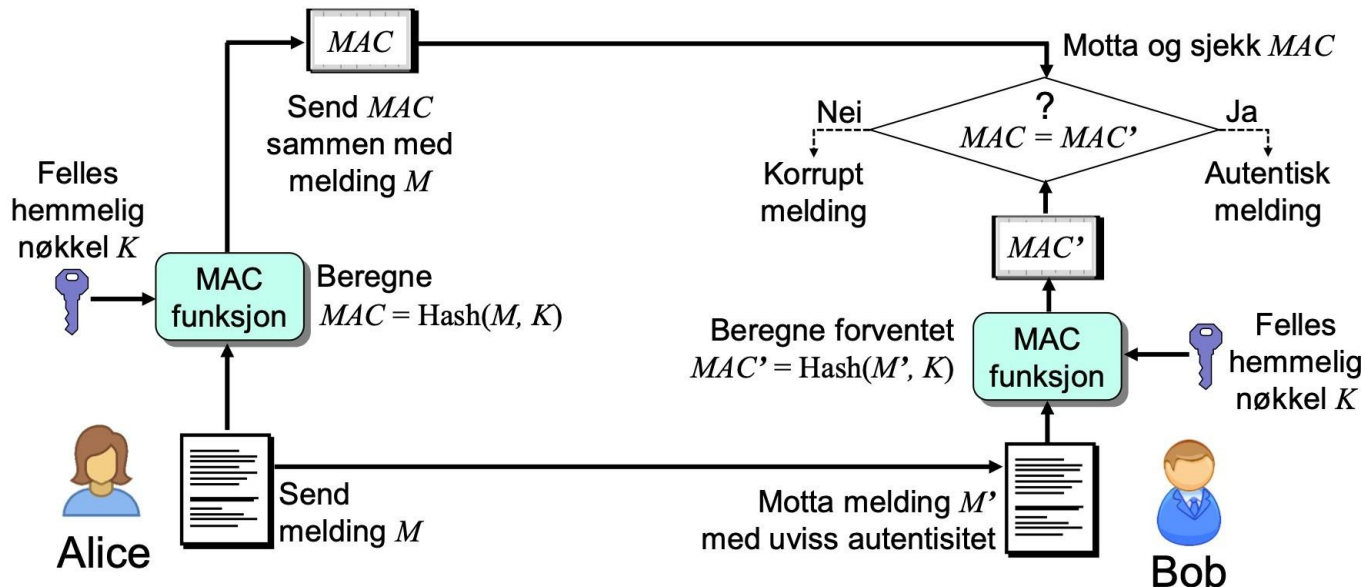 MAC
Send MAC
sammen med
melding M
Felles
hemmelig
nøkkel K
MAC
funksjon
Beregne
MAC = Hash(M, K)
Send
melding M
Alice
Motta og sjekk MAC
?
MAC = MAC’
Nei
Korrupt
melding
Ja
Autentisk
melding
MAC’
Beregne forventet
MAC’ = Hash(M’, K)
MAC
funksjon
Felles
hemmelig
nøkkel K
Motta melding M’
med uviss autentisitet
Bob